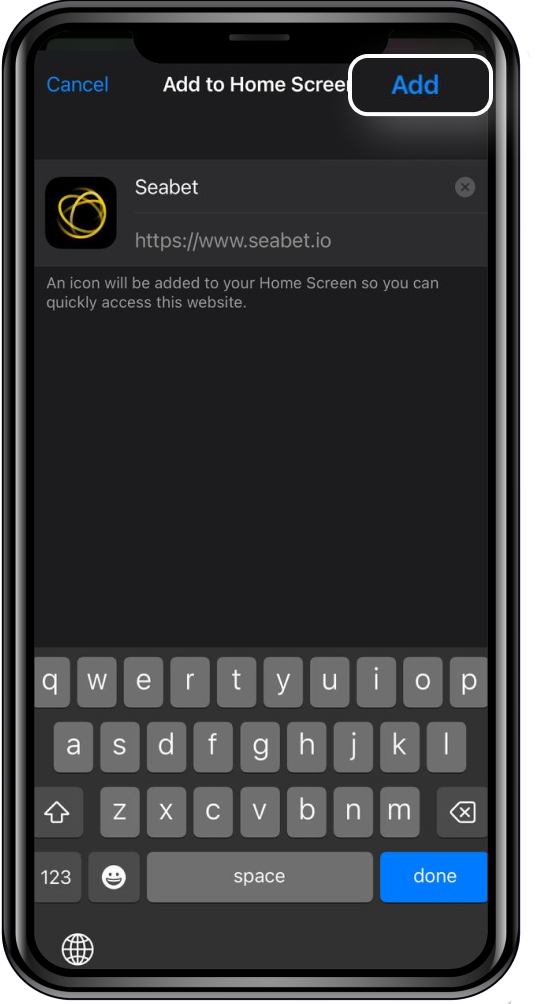 Cancel
Add to Home Screen
Add
Seabet
https://www.seabet.io
An icon will be added to your Home Screen so you can
quickly access this website.
q w e r t y u i o p
a s d f g h j k l
z x c v b n m
123 space done